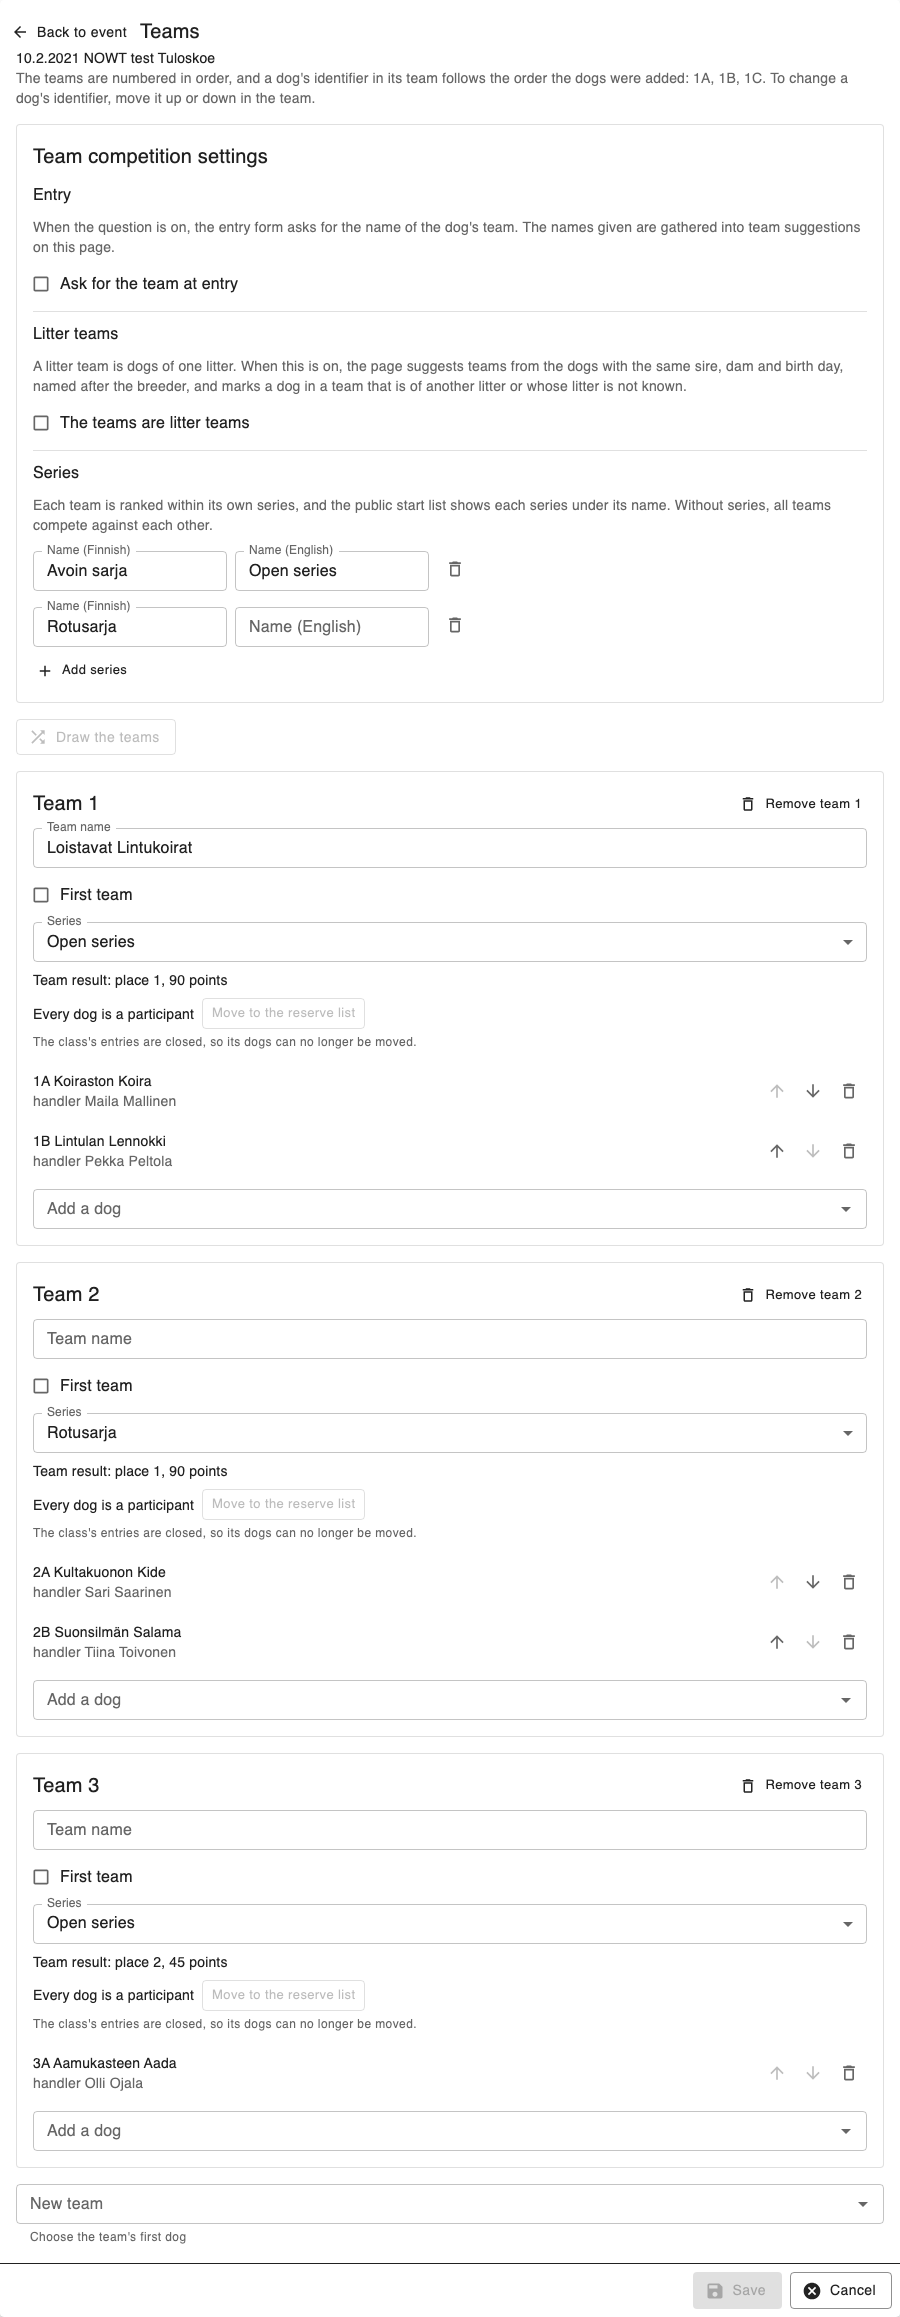 Back to event Teams
10.2.2021 NOWT test Tuloskoe
The teams are numbered in order, and a dog's identifier in its team follows the order the dogs were added: 1A, 1B, 1C. To change a
dog's identifier, move it up or down in the team.
Team competition settings
Entry
When the question is on, the entry form asks for the name of the dog's team. The names given are gathered into team suggestions
on this page.
Ask for the team at entry
Litter teams
A litter team is dogs of one litter. When this is on, the page suggests teams from the dogs with the same sire, dam and birth day,
named after the breeder, and marks a dog in a team that is of another litter or whose litter is not known.
The teams are litter teams
Series
Each team is ranked within its own series, and the public start list shows each series under its name. Without series, all teams
compete against each other.
Name (Finnish) Name (English)
Avoin sarja Open series
Name (Finnish)
Rotusarja Name (English)
Add series
Draw the teams
Team 1 Remove team 1
Team name
Loistavat Lintukoirat
First team
Series
Open series
Team result: place 1, 90 points
Every dog is a participant Move to the reserve list
The class's entries are closed, so its dogs can no longer be moved.
1A Koiraston Koira
handler Maila Mallinen
1B Lintulan Lennokki
handler Pekka Peltola
Add a dog
Team 2 Remove team 2
Team name
First team
Series
Rotusarja
Team result: place 1, 90 points
Every dog is a participant Move to the reserve list
The class's entries are closed, so its dogs can no longer be moved.
2A Kultakuonon Kide
handler Sari Saarinen
2B Suonsilmän Salama
handler Tiina Toivonen
Add a dog
Team 3 Remove team 3
Team name
First team
Series
Open series
Team result: place 2, 45 points
Every dog is a participant Move to the reserve list
The class's entries are closed, so its dogs can no longer be moved.
3A Aamukasteen Aada
handler Olli Ojala
Add a dog
New team
Choose the team's first dog
Save Cancel